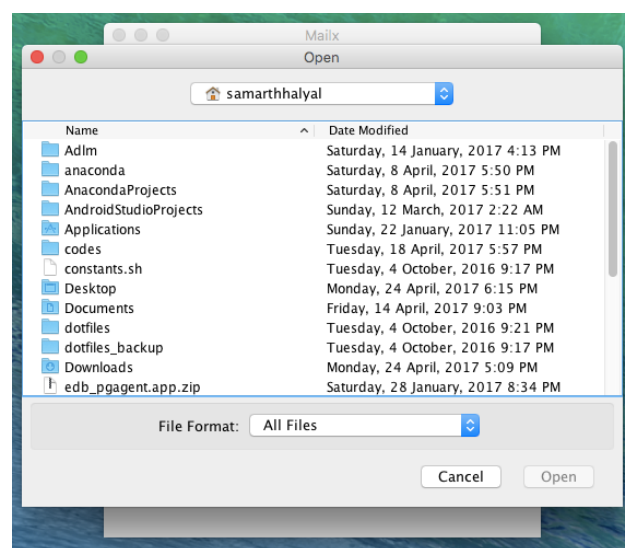 Mailx
Open
samarthhalyal
Name Date Modified
Adlm Saturday, 14 January, 2017 4:13 PM
anaconda Saturday, 8 April, 2017 5:50 PM
AnacondaProjects Saturday, 8 April, 2017 5:51 PM
AndroidStudioProjects Sunday, 12 March, 2017 2:22 AM
Applications Sunday, 22 January, 2017 11:05 PM
codes Tuesday, 18 April, 2017 5:57 PM
constants.sh Tuesday, 4 October, 2016 9:17 PM
Desktop Monday, 24 April, 2017 6:15 PM
Documents Friday, 14 April, 2017 9:03 PM
dotfiles Tuesday, 4 October, 2016 9:21 PM
dotfiles_backup Tuesday, 4 October, 2016 9:17 PM
Downloads Monday, 24 April, 2017 5:09 PM
edb_pgagent.app.zip Saturday, 28 January, 2017 8:34 PM
File Format: All Files
Cancel Open